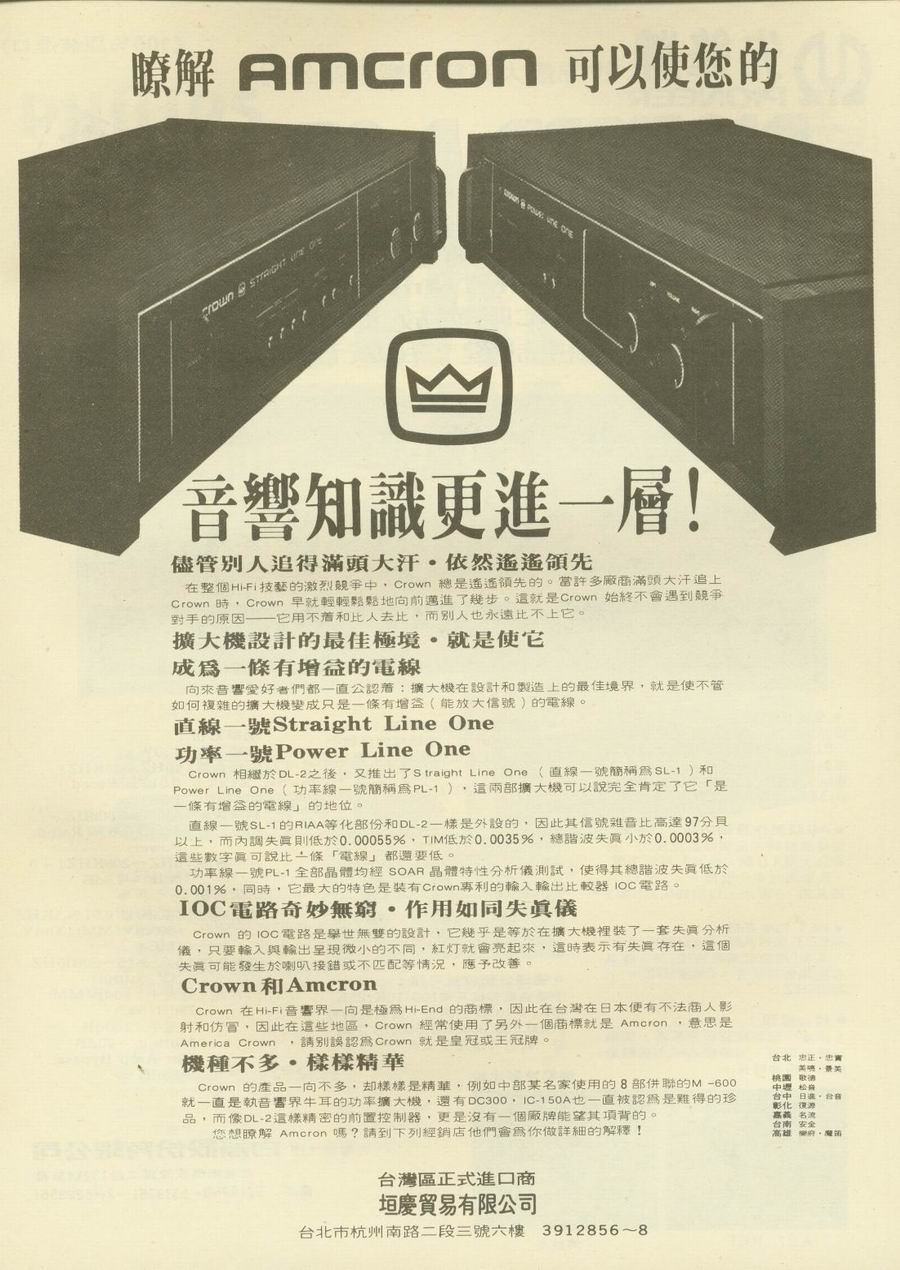 瞭解 AMCRON 可以使您的
crown STRAIGHT LINE ONE
crown POWER LINE ONE
音響知識更進一層！
儘管別人追得滿頭大汗・依然遙遙領先
在整個Hi-Fi技藝的激烈競爭中，Crown 總是遙遙領先的。當許多廠商滿頭大汗追上
Crown 時，Crown 早就輕輕鬆鬆地向前邁進了幾步。這就是Crown 始終不會遇到競爭
對手的原因——它用不着和比人去比，而別人也永遠比不上它。
擴大機設計的最佳極境・就是使它
成爲一條有增益的電線
向來音響愛好者們都一直公認着：擴大機在設計和製造上的最佳境界，就是使不管
如何複雜的擴大機變成只是一條有增益（能放大信號）的電線。
直線一號Straight Line One
功率一號Power Line One
Crown 相繼於DL-2之後，又推出了Straight Line One （直線一號簡稱爲SL-1）和
Power Line One（功率線一號簡稱爲PL-1），這兩部擴大機可以說完全肯定了它「是
一條有增益的電線」的地位。
直線一號SL-1的RIAA等化部份和DL-2一樣是外設的，因此其信號雜音比高達97分貝
以上，而內調失眞則低於0.00055%，TIM低於0.0035%，總諧波失眞小於0.0003%，
這些數字眞可說比一條「電線」都還要低。
功率線一號PL-1 全部晶體均經 SOAR 晶體特性分析儀測試，使得其總諧波失眞低於
0.001%，同時，它最大的特色是裝有Crown專利的輸入輸出比較器 IOC 電路。
IOC電路奇妙無窮・作用如同失眞儀
Crown 的 IOC電路是舉世無雙的設計，它幾乎是等於在擴大機裡裝了一套失眞分析
儀，只要輸入與輸出呈現微小的不同，紅灯就會亮起來，這時表示有失眞存在，這個
失眞可能發生於喇叭接錯或不匹配等情況，應予改善。
Crown和Amcron
Crown 在Hi-Fi音響界一向是極爲Hi-End 的商標，因此在台灣在日本便有不法商人影
射和仿冒，因此在這些地區，Crown 經常使用了另外一個商標就是 Amcron ，意思是
America Crown ，請別誤認爲Crown 就是皇冠或王冠牌。
機種不多・樣樣精華
Crown 的產品一向不多，却樣樣是精華，例如中部某名家使用的 8 部併聯的M -600
就一直是執音響界牛耳的功率擴大機，還有DC300，IC-150A也一直被認爲是難得的珍
品，而像DL-2這樣精密的前置控制器，更是沒有一個廠牌能望其項背的。
您想瞭解 Amcron 嗎？請到下列經銷店他們會爲你做詳細的解釋！
台北 忠正・忠實
美鳴・景美
桃園 敬德
中壢 松音
台中 日進・台音
彰化 復源
嘉義 名流
台南 安全
高雄 樂府・魔笛
台灣區正式進口商
垣慶貿易有限公司
台北市杭州南路二段三號六樓 3912856～8